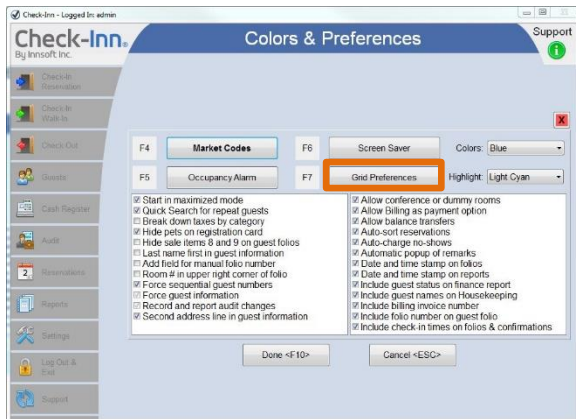 Check-Inn - Logged In: admin
Check-Inn®
By Innsoft Inc.
Colors & Preferences
Support
Check-In
Reservation
Check-In
Walk-In
Check Out
Guests
Cash Register
Audit
Reservations
Reports
Settings
Log Out &
Exit
Support
F4 Market Codes F6 Screen Saver Colors: Blue
F5 Occupancy Alarm F7 Grid Preferences Highlight: Light Cyan
Start in maximized mode
Quick Search for repeat guests
Break down taxes by category
Hide pets on registration card
Hide sale items 8 and 9 on guest folios
Last name first in guest information
Add field for manual folio number
Room # in upper right corner of folio
Force sequential guest numbers
Force guest information
Record and report audit changes
Second address line in guest information
Allow conference or dummy rooms
Allow Billing as payment option
Allow balance transfers
Auto-sort reservations
Auto-charge no-shows
Automatic popup of remarks
Date and time stamp on folios
Date and time stamp on reports
Include guest status on finance report
Include guest names on Housekeeping
Include billing invoice number
Include folio number on guest folio
Include check-in times on folios & confirmations
Done <F10> Cancel <ESC>